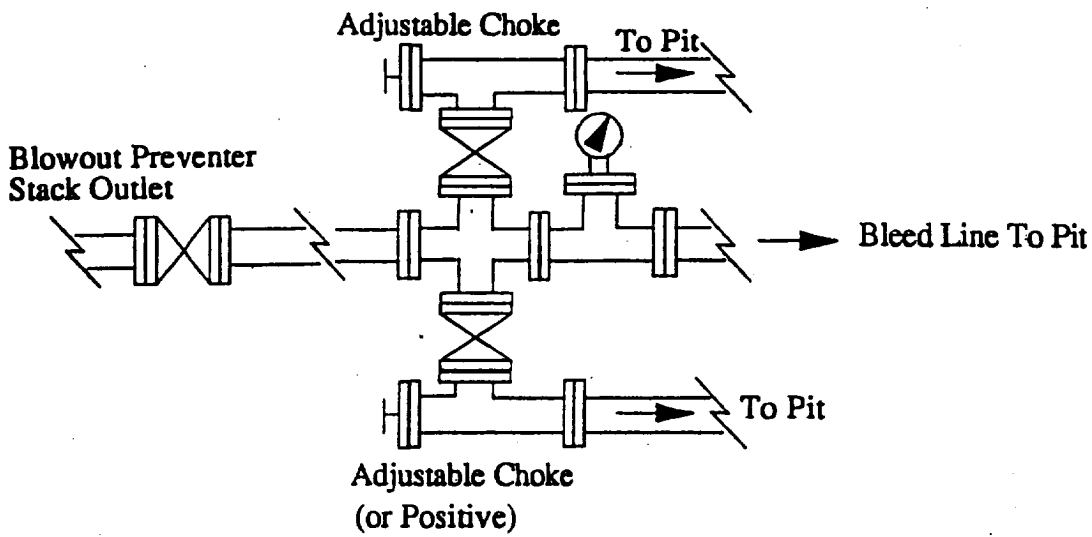 Adjustable Choke
To Pit
Blowout Preventer
Stack Outlet
Bleed Line To Pit
To Pit
Adjustable Choke
(or Positive)